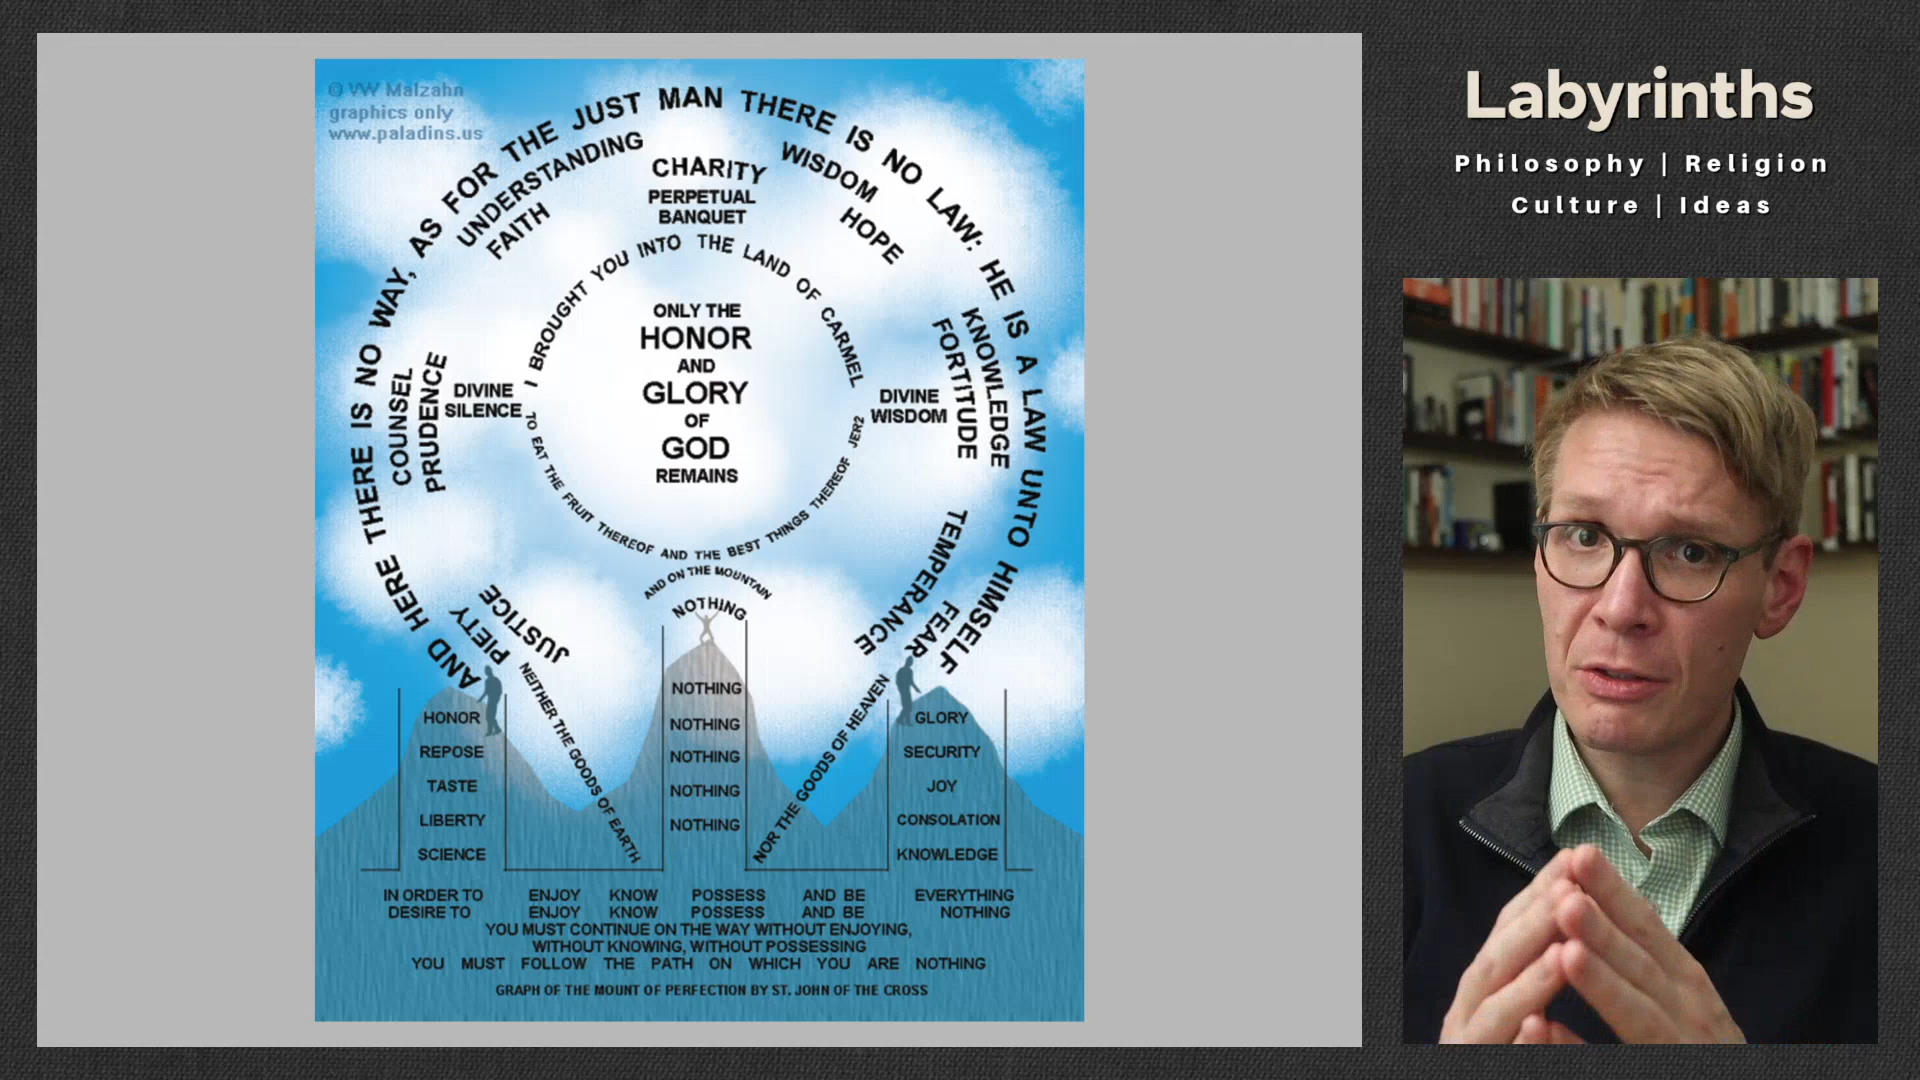 © VW Malzahn
graphics only
www.paladins.us
AND HERE THERE IS NO WAY, AS FOR THE JUST MAN THERE IS NO LAW: HE IS A LAW UNTO HIMSELF
UNDERSTANDING
FAITH
CHARITY
PERPETUAL
BANQUET
WISDOM
HOPE
COUNSEL
PRUDENCE
DIVINE
SILENCE
I BROUGHT YOU INTO THE LAND OF CARMEL
TO EAT THE FRUIT THEREOF AND THE BEST THINGS THEREOF JER2
ONLY THE
HONOR
AND
GLORY
OF
GOD
REMAINS
DIVINE
WISDOM
KNOWLEDGE
FORTITUDE
PIETY
JUSTICE
TEMPERANCE
FEAR
AND ON THE MOUNTAIN
NOTHING
NEITHER THE GOODS OF EARTH
NOR THE GOODS OF HEAVEN
HONOR
REPOSE
TASTE
LIBERTY
SCIENCE
NOTHING
NOTHING
NOTHING
NOTHING
NOTHING
GLORY
SECURITY
JOY
CONSOLATION
KNOWLEDGE
IN ORDER TO ENJOY KNOW POSSESS AND BE EVERYTHING
DESIRE TO ENJOY KNOW POSSESS AND BE NOTHING
YOU MUST CONTINUE ON THE WAY WITHOUT ENJOYING,
WITHOUT KNOWING, WITHOUT POSSESSING
YOU MUST FOLLOW THE PATH ON WHICH YOU ARE NOTHING
GRAPH OF THE MOUNT OF PERFECTION BY ST. JOHN OF THE CROSS
Labyrinths
Philosophy | Religion
Culture | Ideas